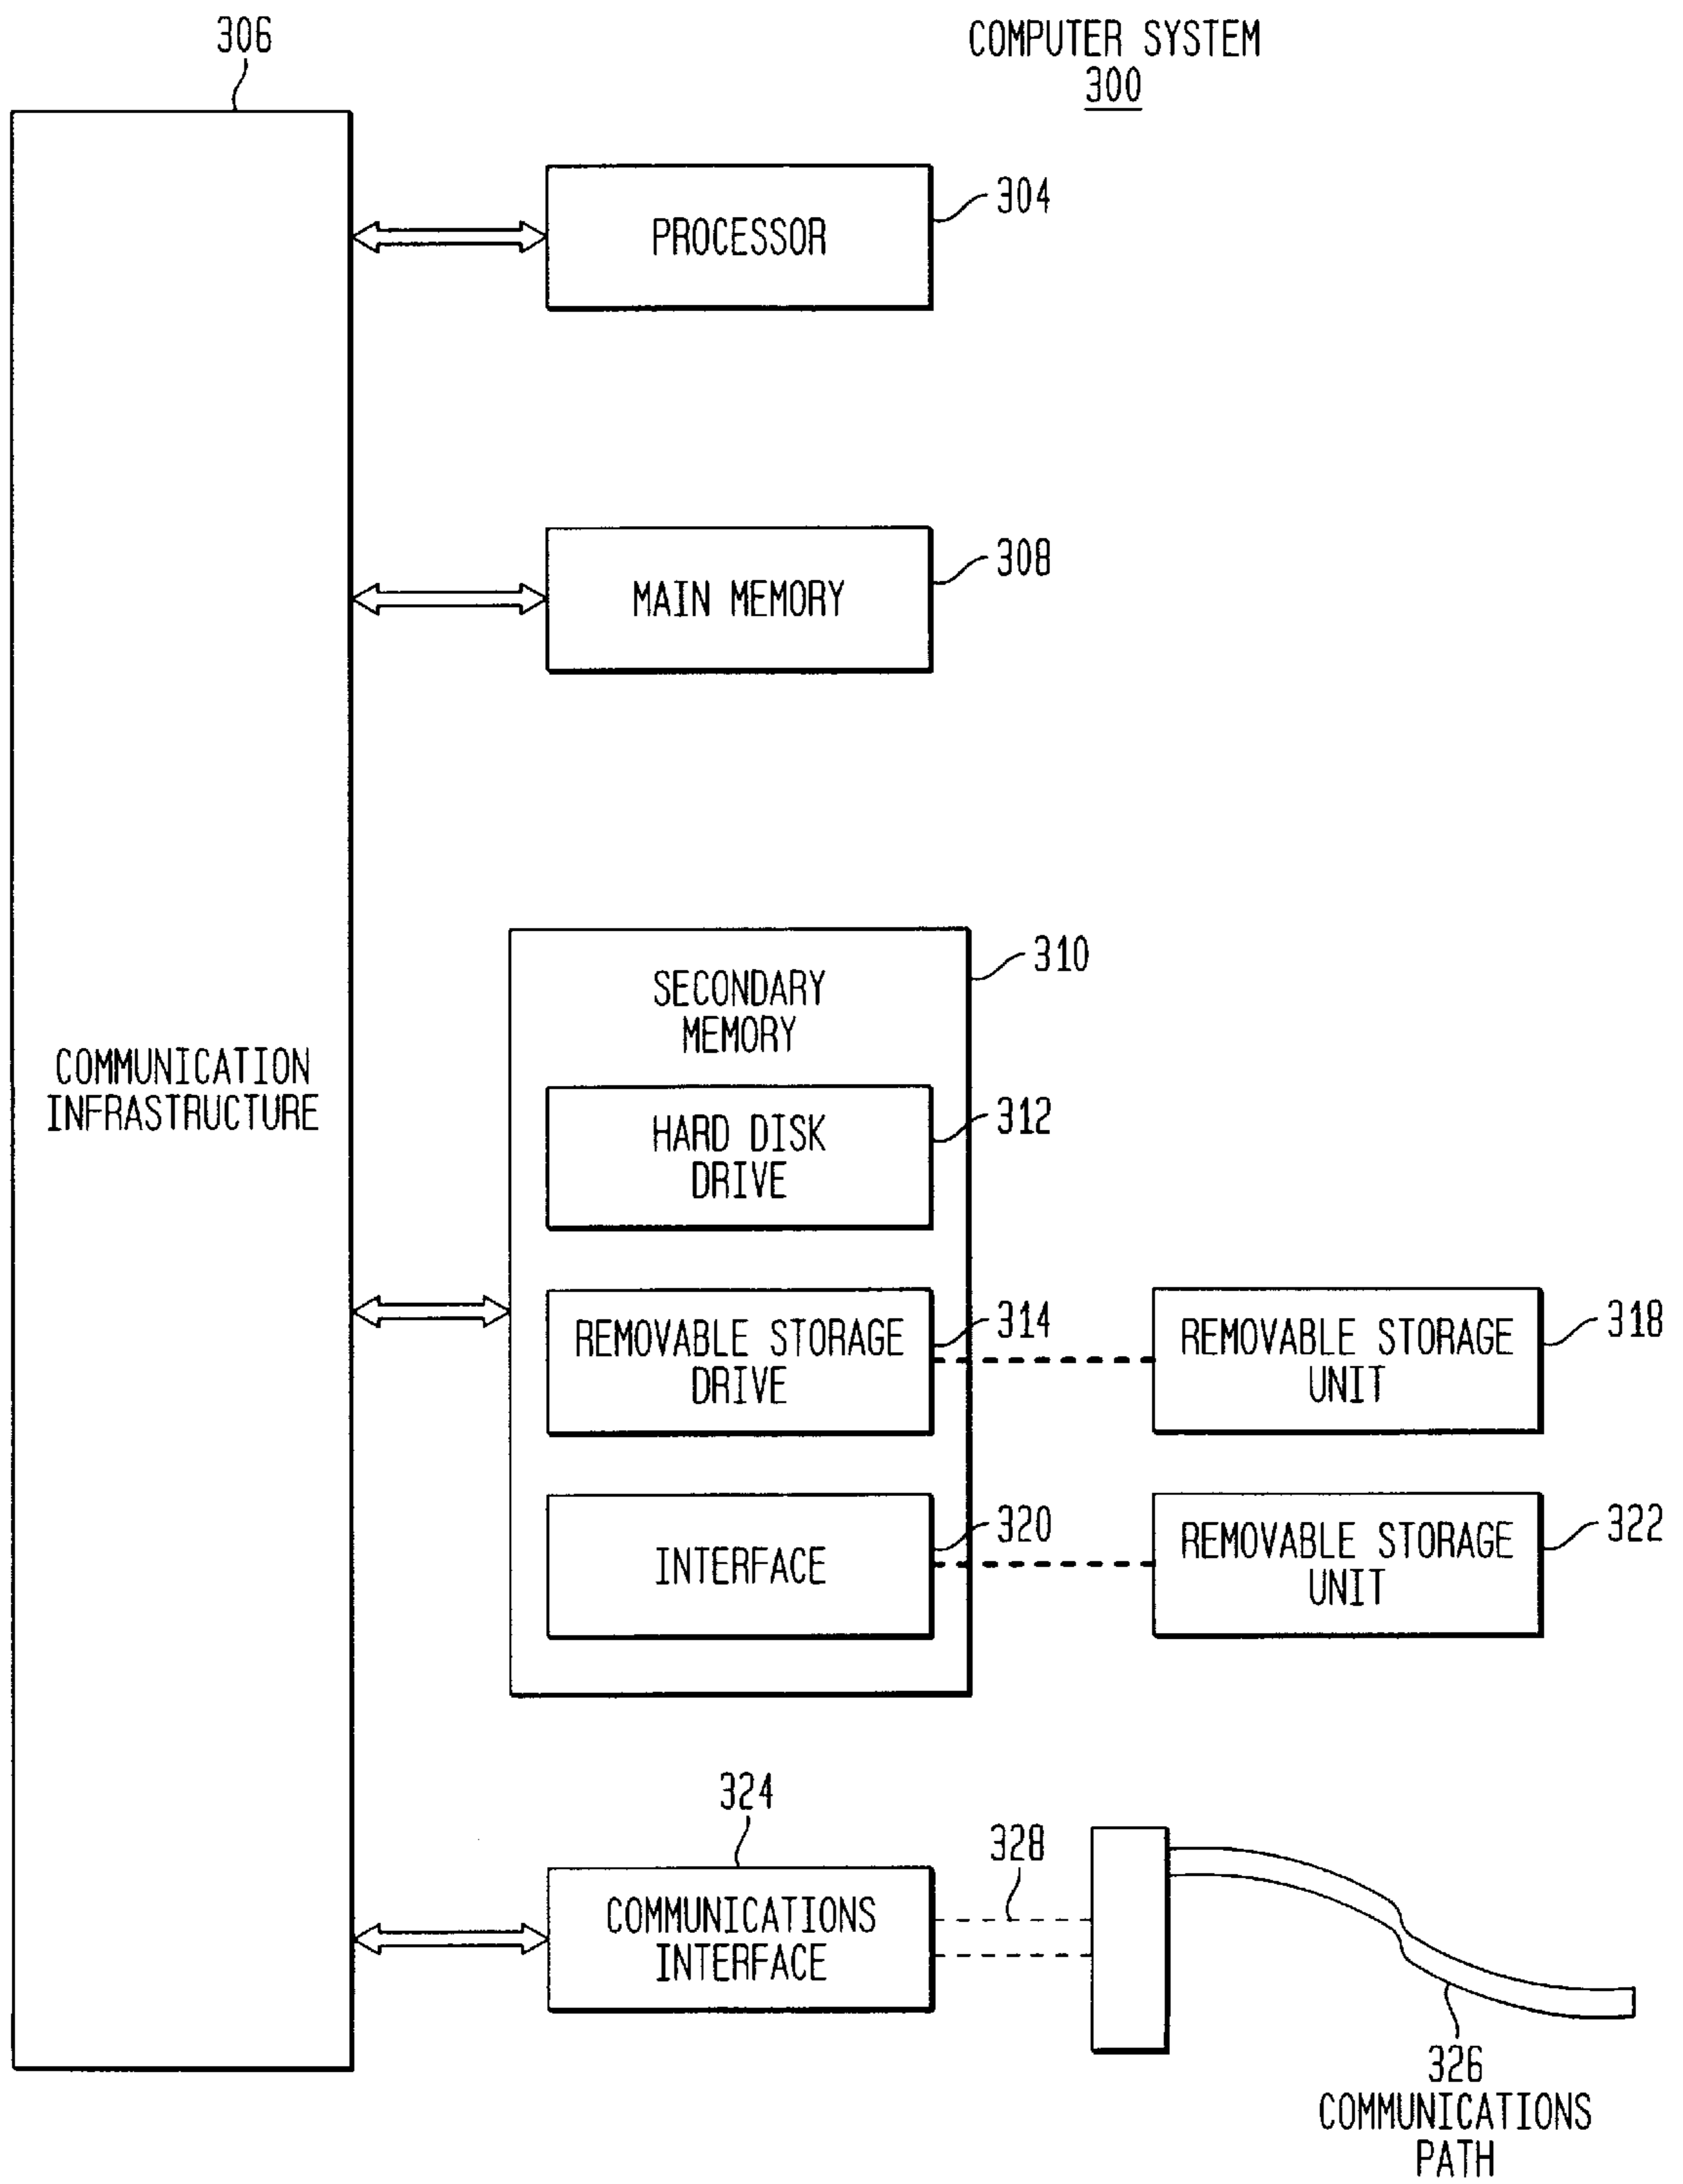 306
COMPUTER SYSTEM
300
304
PROCESSOR
308
MAIN MEMORY
310
SECONDARY
MEMORY
COMMUNICATION
INFRASTRUCTURE
312
HARD DISK
DRIVE
314
REMOVABLE STORAGE
DRIVE
318
REMOVABLE STORAGE
UNIT
320
INTERFACE
322
REMOVABLE STORAGE
UNIT
324
COMMUNICATIONS
INTERFACE
328
326
COMMUNICATIONS
PATH